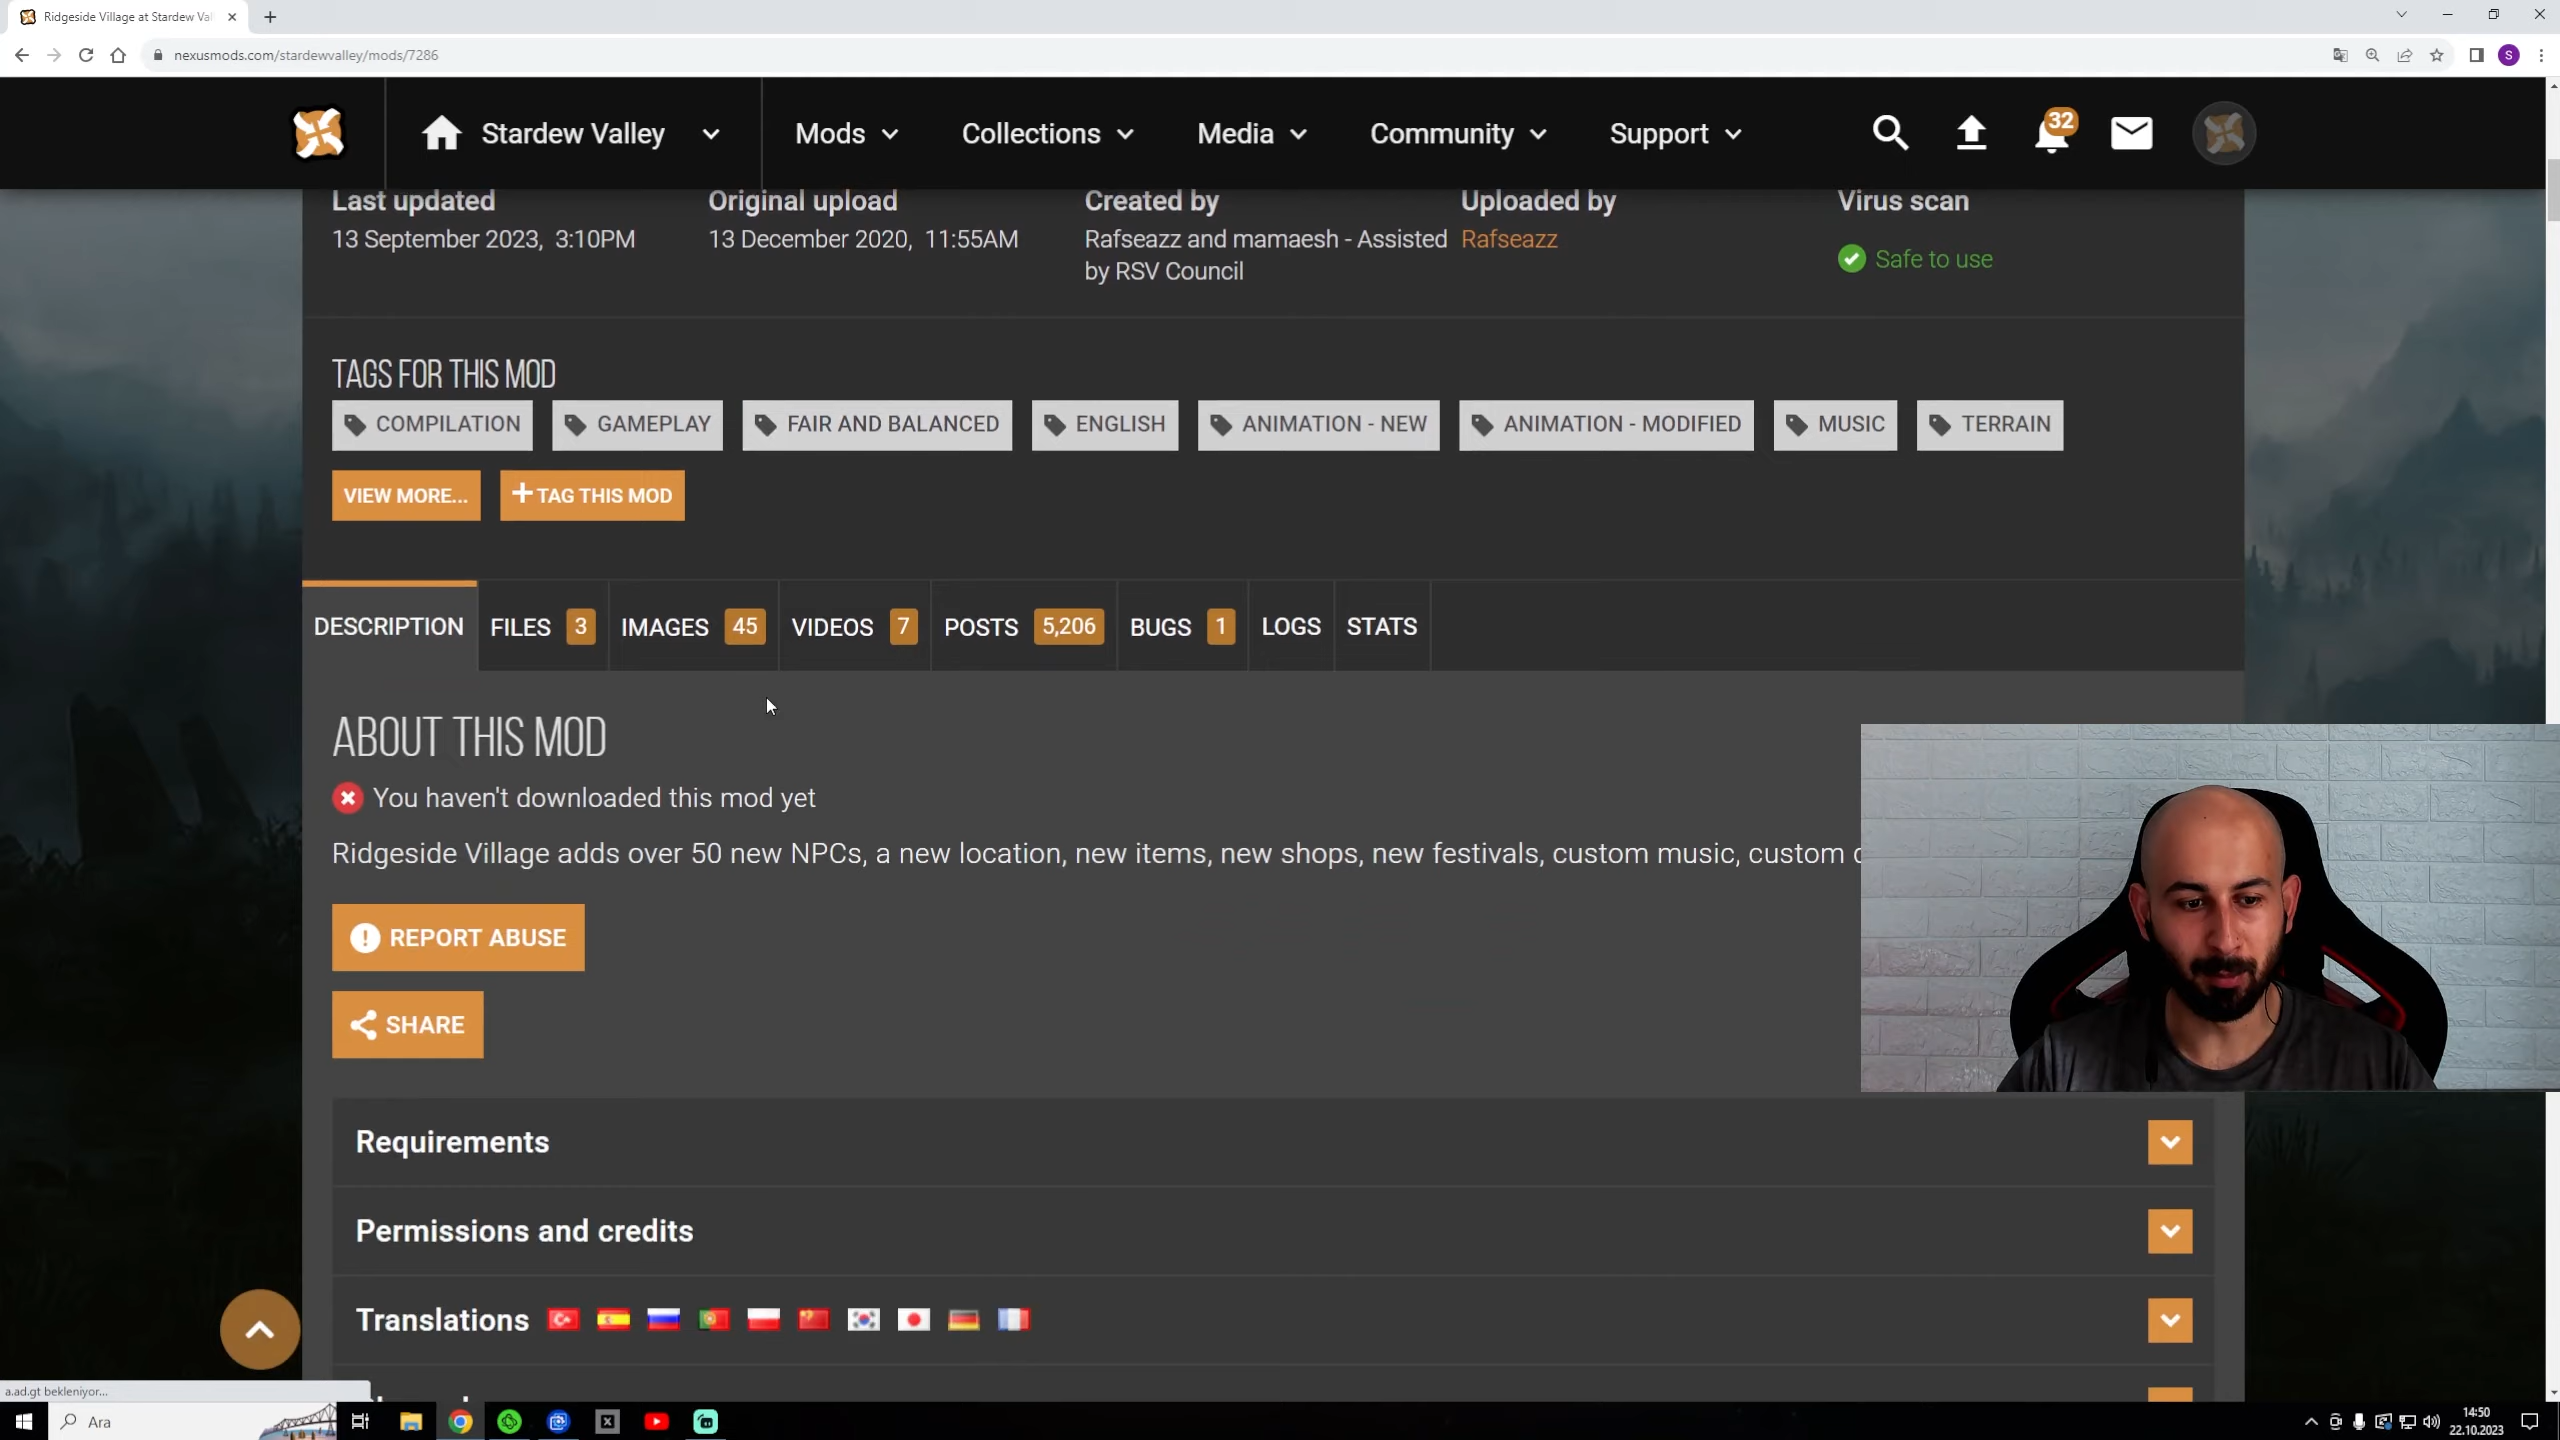 Ridgeside Village at Stardew Val
nexusmods.com/stardewvalley/mods/7286
Stardew Valley
Mods
Collections
Media
Community
Support
32
Last updated
13 September 2023, 3:10PM
Original upload
13 December 2020, 11:55AM
Created by
Rafseazz and mamaesh - Assisted
by RSV Council
Uploaded by
Rafseazz
Virus scan
Safe to use
TAGS FOR THIS MOD
COMPILATION
GAMEPLAY
FAIR AND BALANCED
ENGLISH
ANIMATION - NEW
ANIMATION - MODIFIED
MUSIC
TERRAIN
VIEW MORE...
TAG THIS MOD
DESCRIPTION
FILES 3
IMAGES 45
VIDEOS 7
POSTS 5,206
BUGS 1
LOGS
STATS
ABOUT THIS MOD
You haven't downloaded this mod yet
Ridgeside Village adds over 50 new NPCs, a new location, new items, new shops, new festivals, custom music, custom
REPORT ABUSE
SHARE
Requirements
Permissions and credits
Translations
a.ad.gt bekleniyor...
Ara
14:50
22.10.2023
S